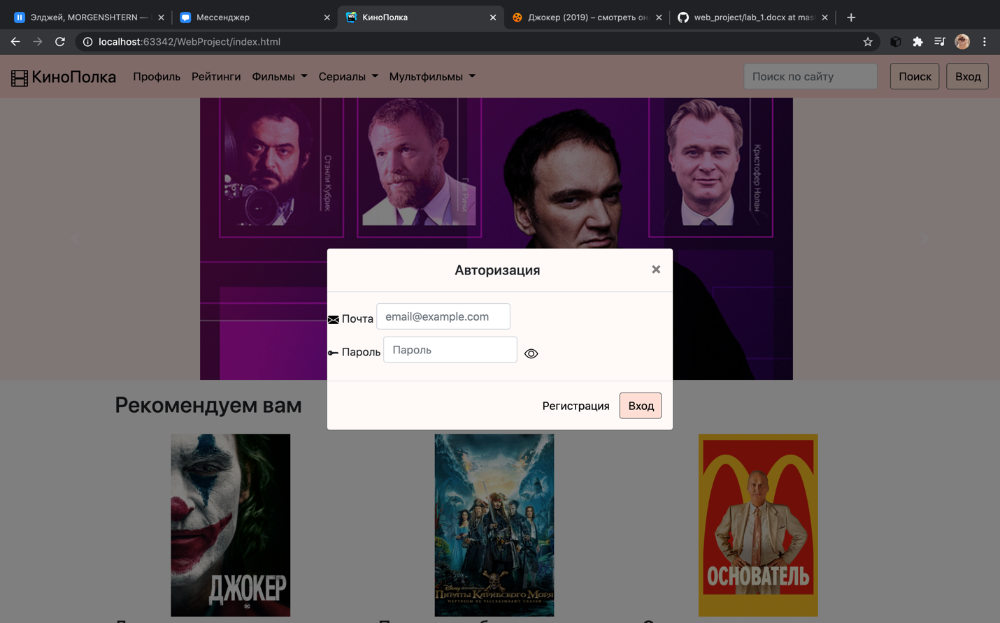 Элджей, MORGENSHTERN —
Мессенджер
КиноПолка
Джокер (2019) – смотреть он
web_project/lab_1.docx at mas
localhost:63342/WebProject/index.html
КиноПолка
Профиль
Рейтинги
Фильмы
Сериалы
Мультфильмы
Поиск по сайту
Поиск
Вход
Стэнли Кубрик
Гай Ричи
Кристофер Нолан
Авторизация
×
Почта
email@example.com
Пароль
Пароль
Регистрация
Вход
Рекомендуем вам
ДЖОКЕР
DC
Disney
Пираты Карибского Моря
МЕРТВЕЦЫ НЕ РАССКАЗЫВАЮТ СКАЗКИ
ОСНОВАТЕЛЬ